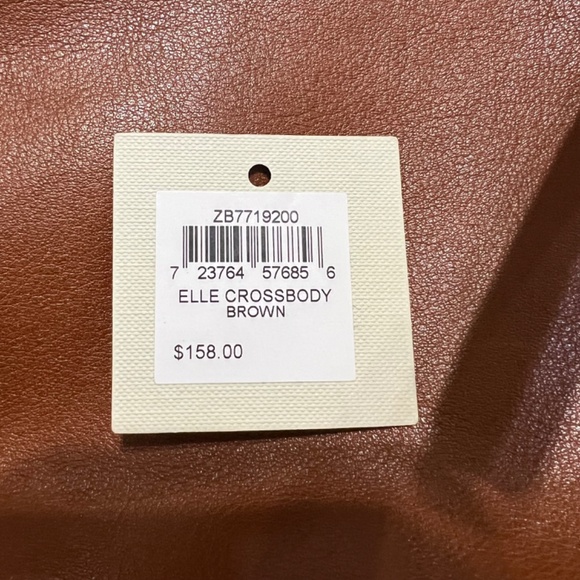 ZB7719200
7 23764 57685 6
ELLE CROSSBODY
BROWN
$158.00